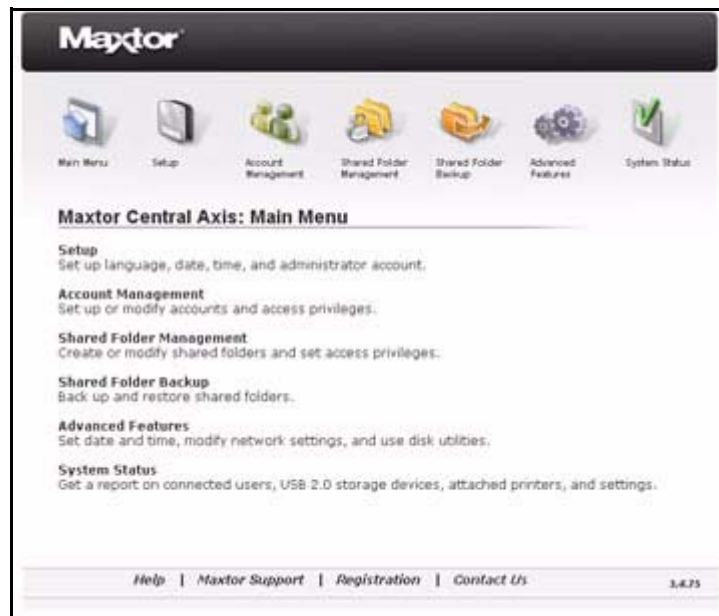 Maxtor
Main Menu
Setup
Account Management
Shared Folder Management
Shared Folder Backup
Advanced Features
System Status
Maxtor Central Axis: Main Menu
Setup
Set up language, date, time, and administrator account.
Account Management
Set up or modify accounts and access privileges.
Shared Folder Management
Create or modify shared folders and set access privileges.
Shared Folder Backup
Back up and restore shared folders.
Advanced Features
Set date and time, modify network settings, and use disk utilities.
System Status
Get a report on connected users, USB 2.0 storage devices, attached printers, and settings.
Help | Maxtor Support | Registration | Contact Us